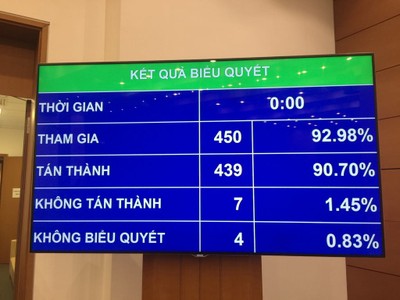 KẾT QUẢ BIỂU QUYẾT
THỜI GIAN 0:00
THAM GIA 450 92.98%
TÁN THÀNH 439 90.70%
KHÔNG TÁN THÀNH 7 1.45%
KHÔNG BIỂU QUYẾT 4 0.83%